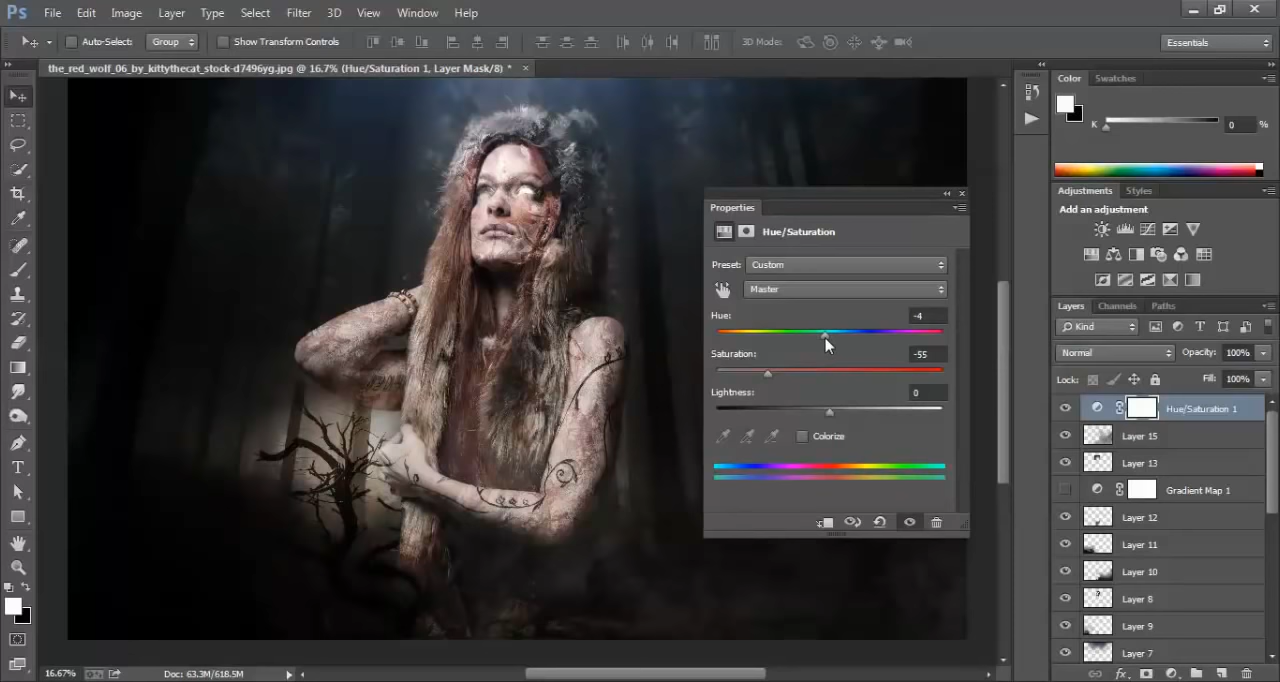 Ps File Edit Image Layer Type Select Filter 3D View Window Help
Auto-Select: Group Show Transform Controls 3D Mode: Essentials
the_red_wolf_06_by_kittythecat_stock-d7496yg.jpg @ 16.7% (Hue/Saturation 1, Layer Mask/8) * ×
Color Swatches
K 0 %
Adjustments Styles
Add an adjustment
Properties
Hue/Saturation
Preset: Custom
Master
Hue: -4
Saturation: -55
Lightness: 0
Colorize
Layers Channels Paths
Kind
Normal Opacity: 100%
Lock: Fill: 100%
Hue/Saturation 1
Layer 15
Layer 13
Gradient Map 1
Layer 12
Layer 11
Layer 10
Layer 8
Layer 9
Layer 7
16.67% Doc: 63.3M/618.5M
fx